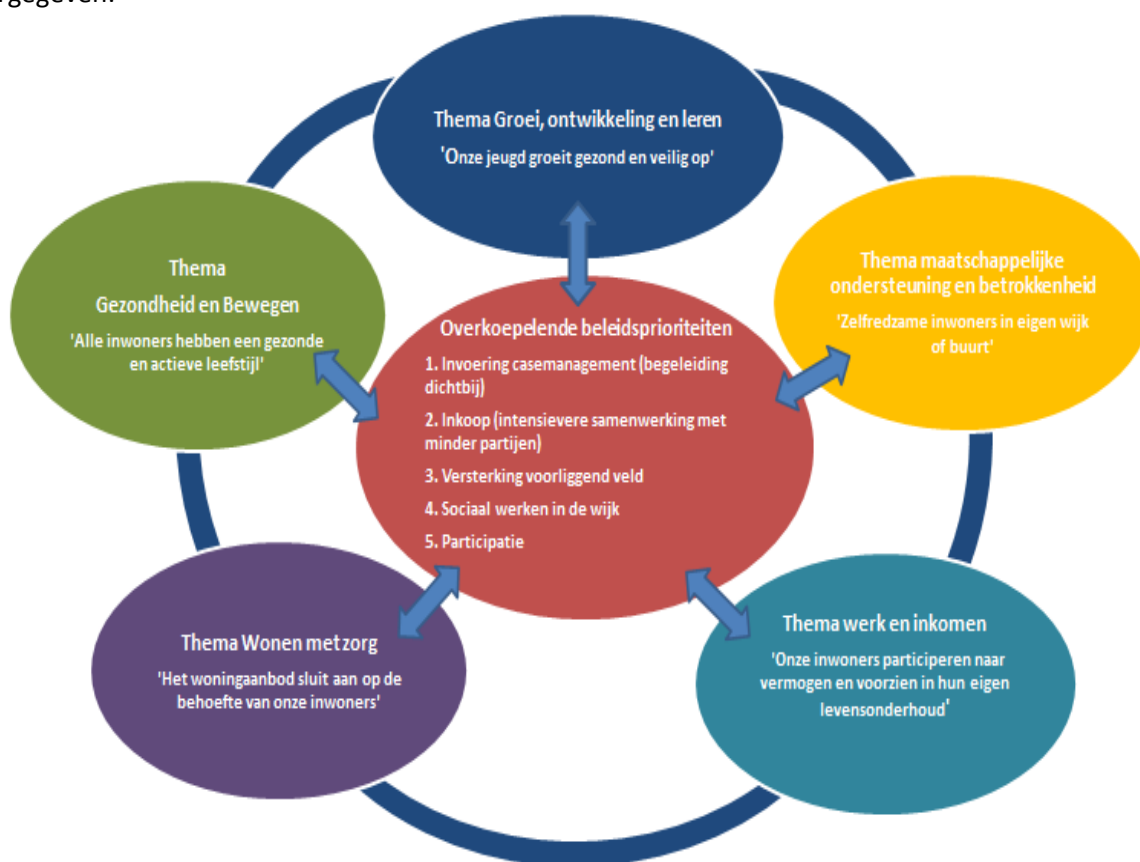 rgegeven.
Thema Groei, ontwikkeling en leren
'Onze jeugd groeit gezond en veilig op'
Thema
Gezondheid en Bewegen
'Alle inwoners hebben een gezonde
en actieve leefstijl'
Thema maatschappelijke
ondersteuning en betrokkenheid
'Zelfredzame inwoners in eigen wijk
of buurt'
Overkoepelende beleidsprioriteiten
1. Invoering casemanagement (begeleiding
dichtbij)
2. Inkoop (intensievere samenwerking met
minder partijen)
3. Versterking voorliggend veld
4. Sociaal werken in de wijk
5. Participatie
Thema Wonen met zorg
'Het woningaanbod sluit aan op de
behoefte van onze inwoners'
Thema werk en inkomen
'Onze inwoners participeren naar
vermogen en voorzien in hun eigen
levensonderhoud'